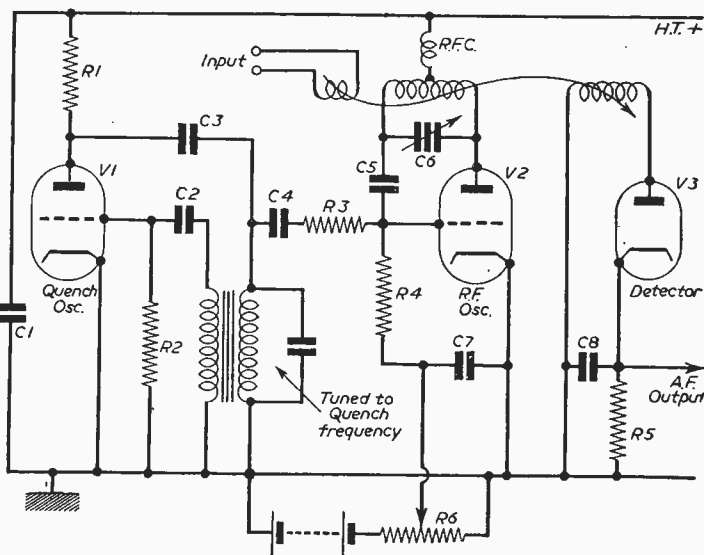 R.F.C.
H.T.+
Input
R1
C3
C6
V1
C5
V2
V3
C2
C4
R3
Quench
Osc.
R4
R.F.
Osc.
Detector
C1
R2
C7
C8
A.F.
Output
Tuned to
Quench
frequency
R5
R6